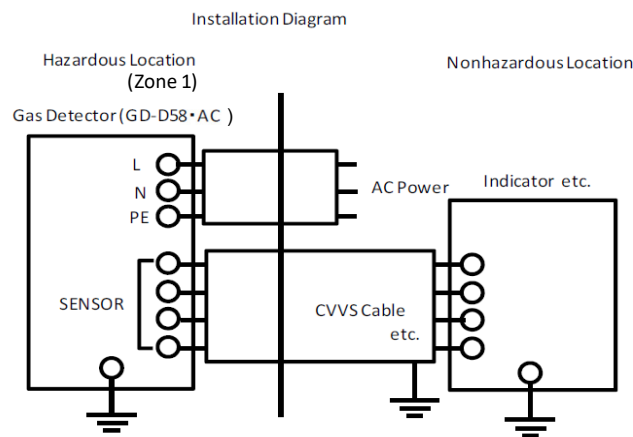 Installation Diagram
Hazardous Location
(Zone 1)
Nonhazardous Location
Gas Detector(GD-D58・AC )
L
N
PE
AC Power
Indicator etc.
SENSOR
CVVS Cable
etc.